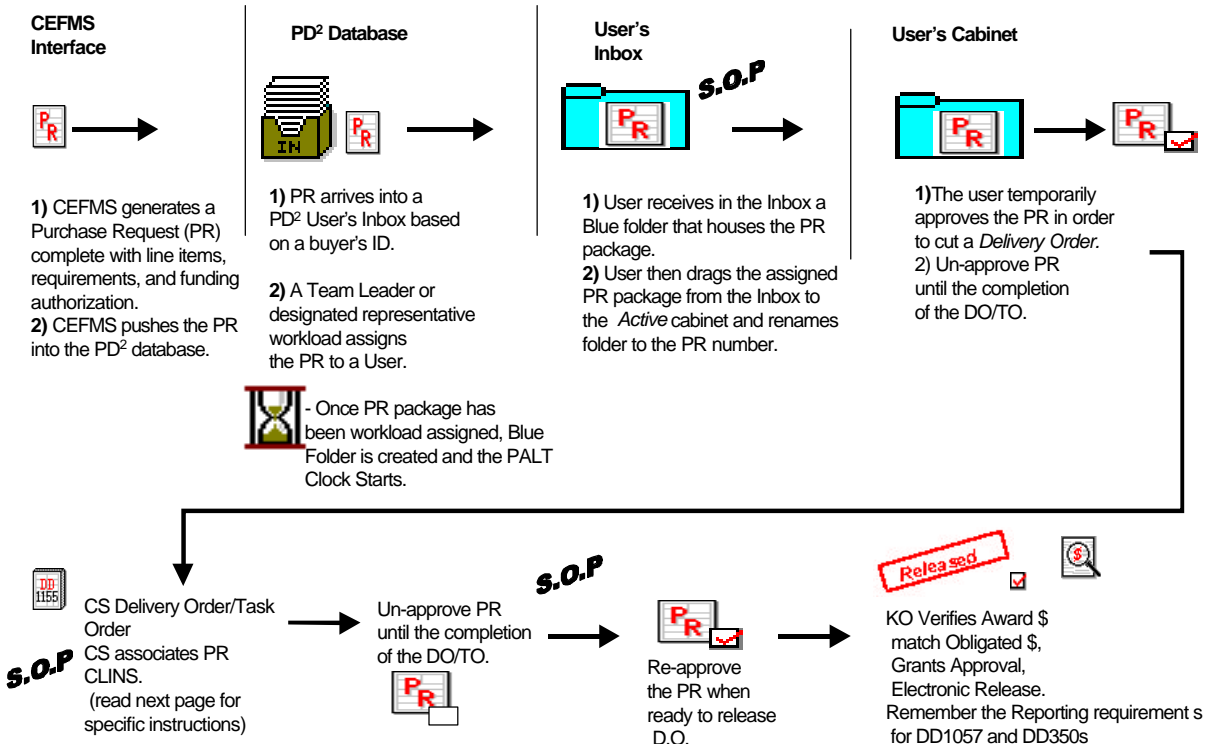 CEFMS
Interface
PD² Database
User's
Inbox
User's Cabinet
PR
IN
PR
S.O.P
PR
PR
PR
1) CEFMS generates a
Purchase Request (PR)
complete with line items,
requirements, and funding
authorization.
2) CEFMS pushes the PR
into the PD² database.
1) PR arrives into a
PD² User's Inbox based
on a buyer's ID.
2) A Team Leader or
designated representative
workload assigns
the PR to a User.
- Once PR package has
been workload assigned, Blue
Folder is created and the PALT
Clock Starts.
1) User receives in the Inbox a
Blue folder that houses the PR
package.
2) User then drags the assigned
PR package from the Inbox to
the Active cabinet and renames
folder to the PR number.
1)The user temporarily
approves the PR in order
to cut a Delivery Order.
2) Un-approve PR
until the completion
of the DO/TO.
DD
1155
S.O.P
CS Delivery Order/Task
Order
CS associates PR
CLINS.
(read next page for
specific instructions)
Un-approve PR
until the completion
of the DO/TO.
PR
S.O.P
PR
Re-approve
the PR when
ready to release
D.O.
Released
$
KO Verifies Award $
match Obligated $,
Grants Approval,
Electronic Release.
Remember the Reporting requirement s
for DD1057 and DD350s